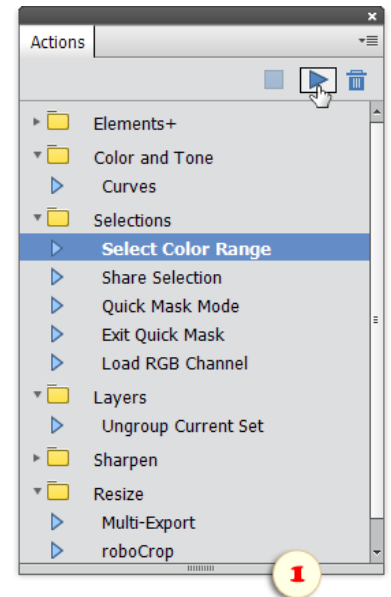 Actions
Elements+
Color and Tone
Curves
Selections
Select Color Range
Share Selection
Quick Mask Mode
Exit Quick Mask
Load RGB Channel
Layers
Ungroup Current Set
Sharpen
Resize
Multi-Export
roboCrop
1